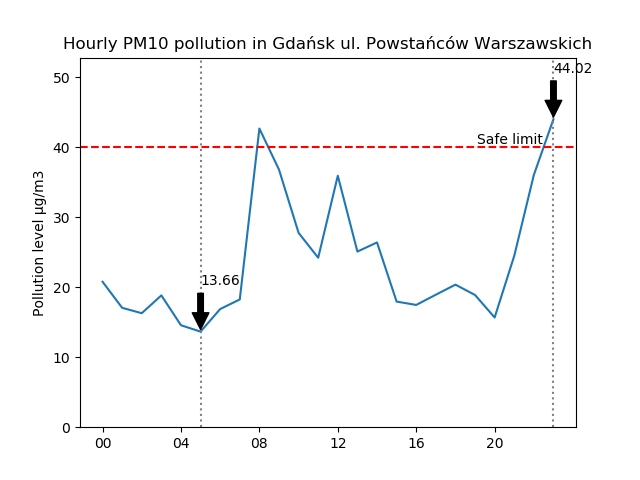 Hourly PM10 pollution in Gdańsk ul. Powstańców Warszawskich
44.02
50
Safe limit
40
30
13.66
20
10
0
Pollution level µg/m3
00 04 08 12 16 20